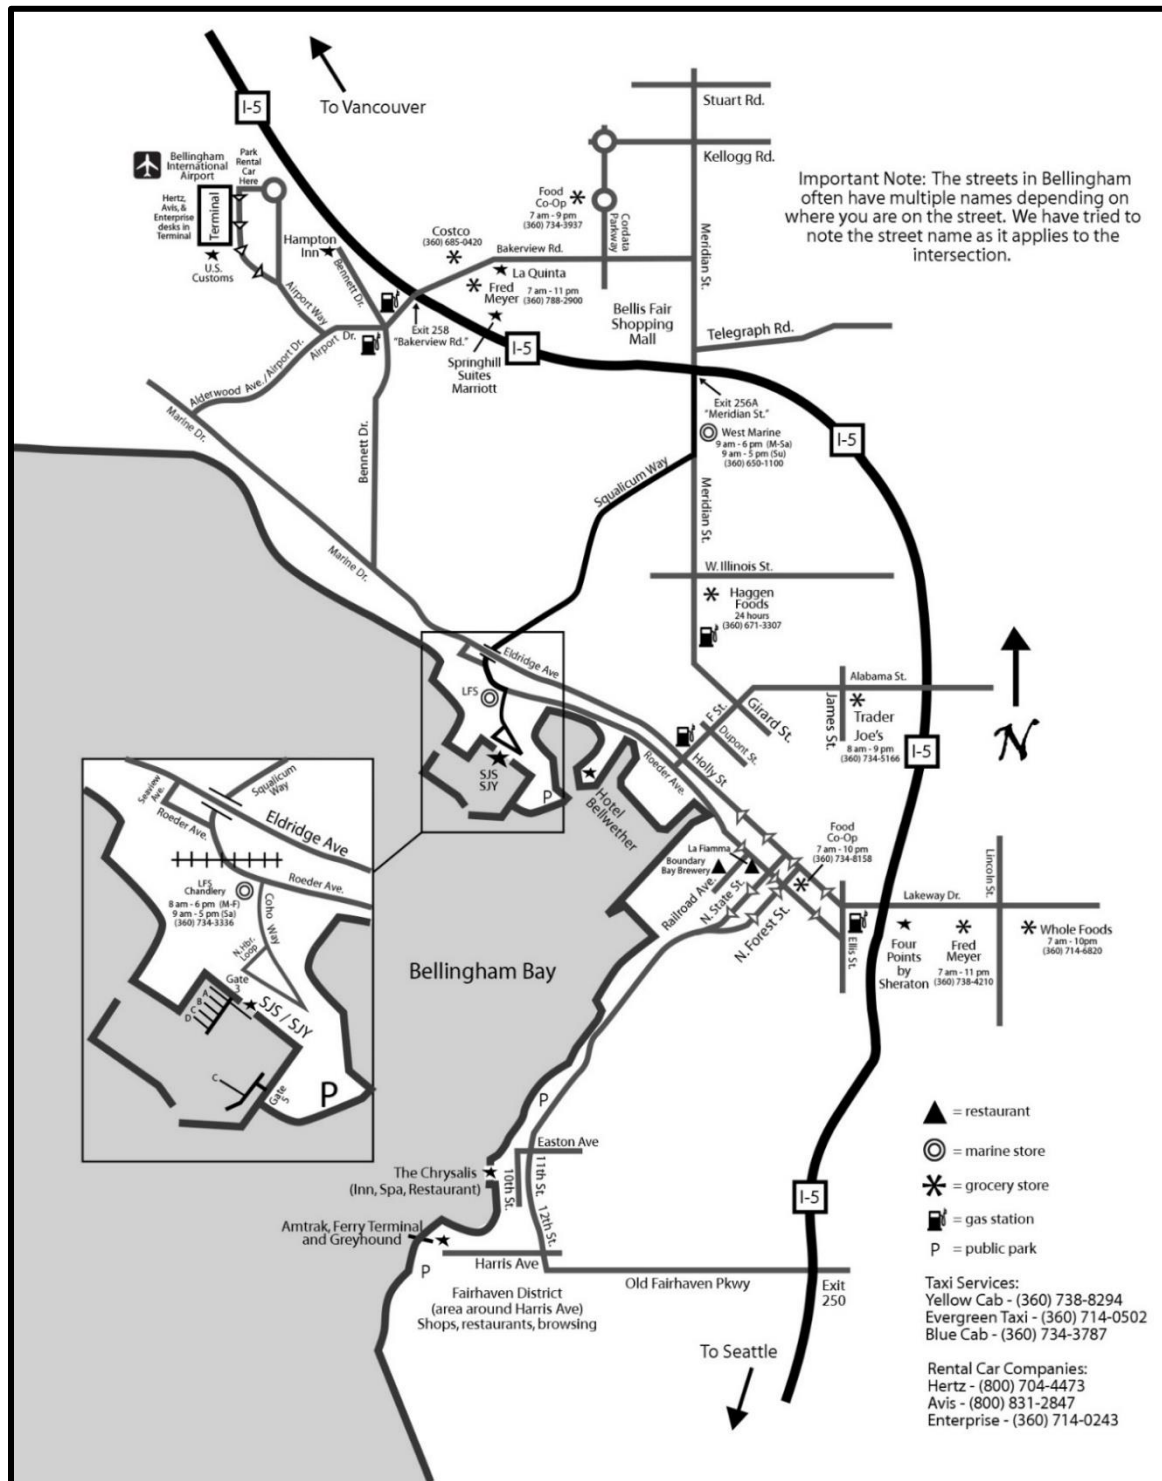 To Vancouver
I-5
Stuart Rd.
Kellogg Rd.
Bellingham
International
Airport
Park
Rental
Car
Here
Hertz,
Avis, &
Enterprise
desks in
Terminal
Terminal
U.S.
Customs
Hampton
Inn
Bennett Dr.
Airport Way
Airport Dr.
Alderwood Ave./Airport Dr.
Marine Dr.
Costco
(360) 685-0420
Food
Co-Op
7 am - 9 pm
(360) 734-3937
Cordata
Parkway
Meridian St.
Bakerview Rd.
La Quinta
Fred
Meyer
7 am - 11 pm
(360) 788-2900
Exit 258
"Bakerview Rd."
Springhill
Suites
Marriott
I-5
Bellis Fair
Shopping
Mall
Telegraph Rd.
Important Note: The streets in Bellingham
often have multiple names depending on
where you are on the street. We have tried to
note the street name as it applies to the
intersection.
Exit 256A
"Meridian St."
West Marine
9 am - 6 pm (M-Sa)
9 am - 5 pm (Su)
(360) 650-1100
I-5
Bennett Dr.
Squalicum Way
Meridian St.
Marine Dr.
W. Illinois St.
Haggen
Foods
24 hours
(360) 671-3307
Eldridge Ave
LFS
SJS
SJY
P
Hotel
Bellwether
Roeder Ave.
Holly St
F St.
Dupont St.
Girard St.
Alabama St.
James St.
Trader
Joe's
8 am - 9 pm
(360) 734-5166
I-5
N
Seaview
Ave.
Squalicum
Way
Roeder Ave.
Eldridge Ave
Roeder Ave.
LFS
Chandlery
8 am - 6 pm (M-F)
9 am - 5 pm (Sa)
(360) 734-3336
Coho Way
N. Hbr.
Loop
Gate
3
A
B
C
D
SJS / SJY
C
Gate
5
P
Bellingham Bay
La Fiamma
Boundary
Bay Brewery
Railroad Ave.
N. State St.
N. Forest St.
Food
Co-Op
7 am - 10 pm
(360) 734-8158
Ellis St.
Lakeway Dr.
Lincoln St.
Four
Points
by
Sheraton
Fred
Meyer
7 am - 11 pm
(360) 738-4210
Whole Foods
7 am - 10pm
(360) 714-6820
P
Easton Ave
The Chrysalis
(Inn, Spa, Restaurant)
10th St.
11th St.
12th St.
Amtrak, Ferry Terminal
and Greyhound
P
Harris Ave
Old Fairhaven Pkwy
Exit
250
I-5
Fairhaven District
(area around Harris Ave)
Shops, restaurants, browsing
To Seattle
= restaurant
= marine store
= grocery store
= gas station
P = public park
Taxi Services:
Yellow Cab - (360) 738-8294
Evergreen Taxi - (360) 714-0502
Blue Cab - (360) 734-3787
Rental Car Companies:
Hertz - (800) 704-4473
Avis - (800) 831-2847
Enterprise - (360) 714-0243